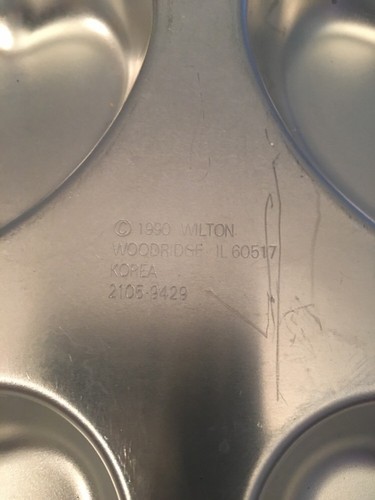 © 1990 WILTON
WOODRIDGE IL 60517
KOREA
2105-9429